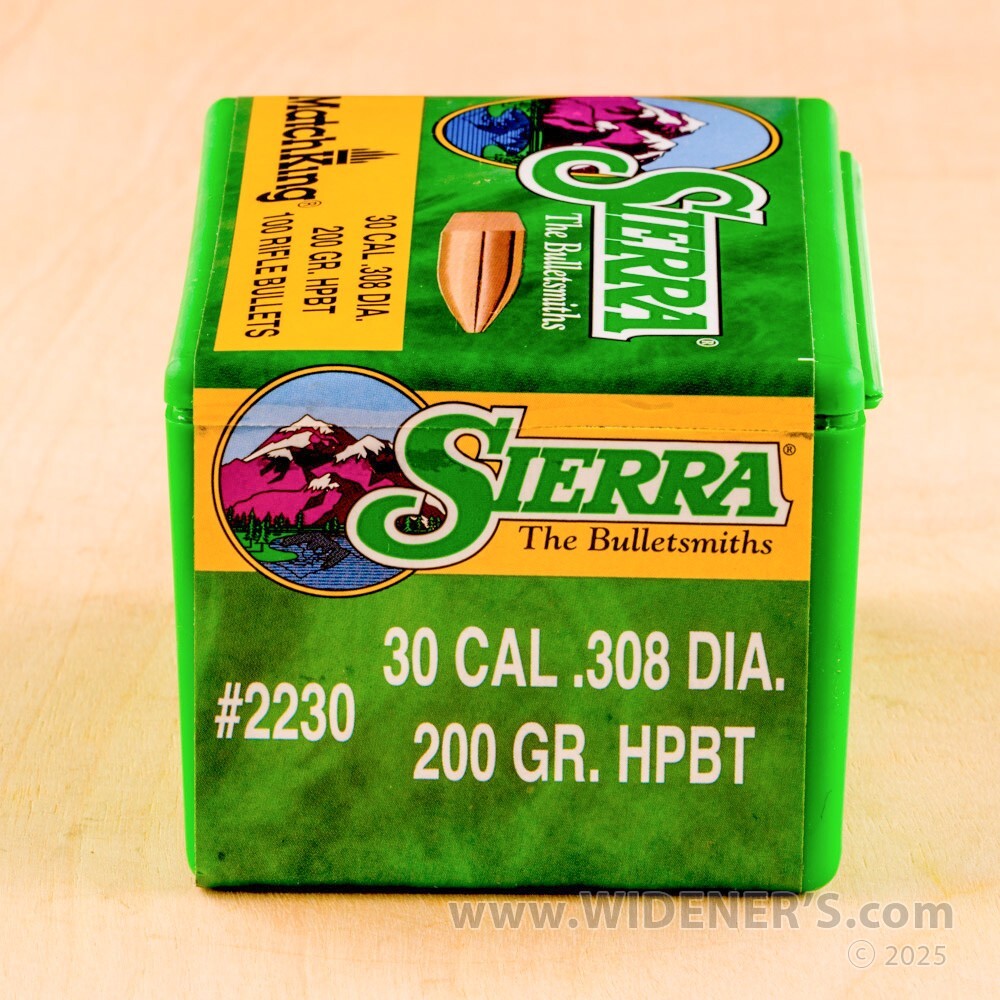 MatchKing®
30 CAL .308 DIA.
200 GR. HPBT
100 RIFLE BULLETS
SIERRA®
The Bulletsmiths
SIERRA®
The Bulletsmiths
#2230
30 CAL .308 DIA.
200 GR. HPBT
www.WIDENER'S.com
© 2025